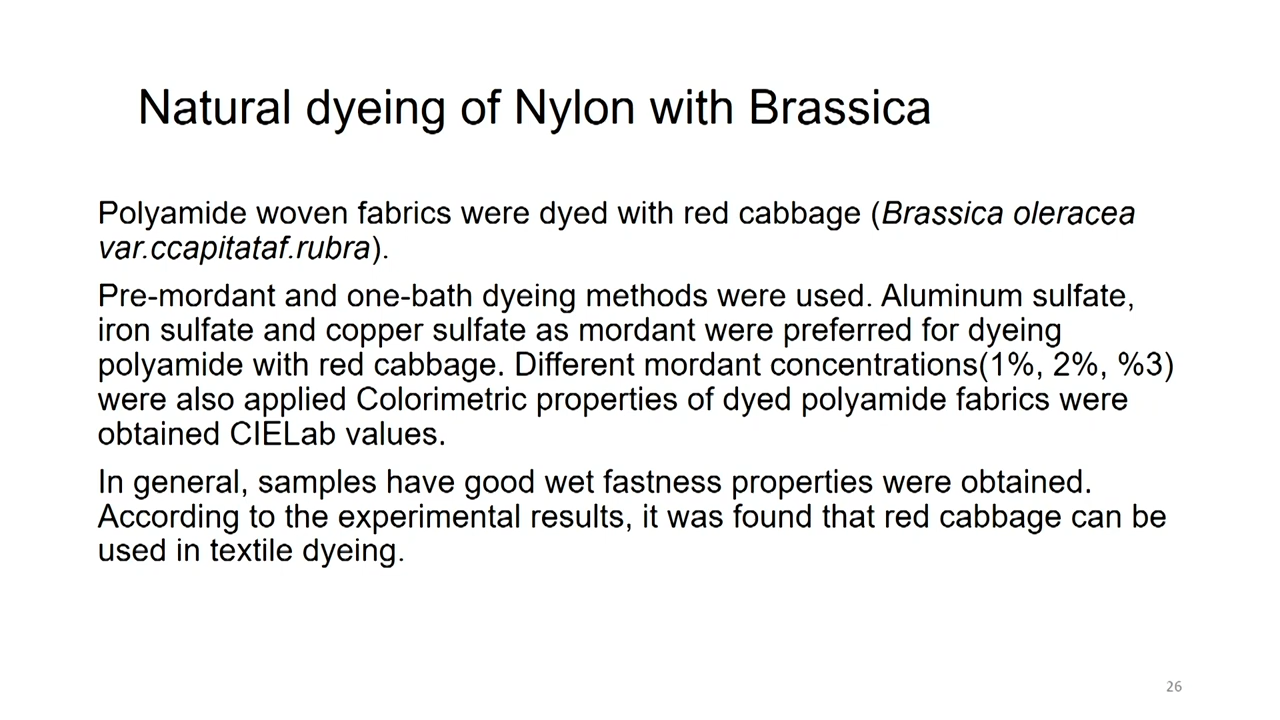 Natural dyeing of Nylon with Brassica
Polyamide woven fabrics were dyed with red cabbage (Brassica oleracea
var.ccapitataf.rubra).
Pre-mordant and one-bath dyeing methods were used. Aluminum sulfate,
iron sulfate and copper sulfate as mordant were preferred for dyeing
polyamide with red cabbage. Different mordant concentrations(1%, 2%, %3)
were also applied Colorimetric properties of dyed polyamide fabrics were
obtained CIELab values.
In general, samples have good wet fastness properties were obtained.
According to the experimental results, it was found that red cabbage can be
used in textile dyeing.
26